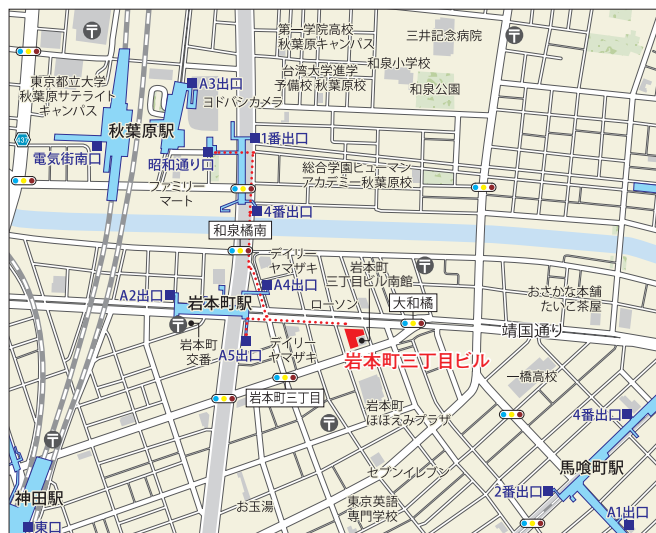 第一学院高校
秋葉原キャンパス
三井記念病院
東京都立大学
秋葉原サテライト
キャンパス
A3出口
ヨドバシカメラ
台湾大学進学
予備校 秋葉原校
和泉小学校
和泉公園
秋葉原駅
1番出口
電気街南口
昭和通り口
総合学園ヒューマン
アカデミー秋葉原校
ファミリー
マート
4番出口
和泉橋南
デイリー
ヤマザキ
岩本町
三丁目ビル南館
A4出口
A2出口
岩本町駅
ローソン
大和橋
おさかな本舗
たいこ茶屋
靖国通り
岩本町
交番
A5出口
デイリー
ヤマザキ
岩本町三丁目ビル
一橋高校
岩本町三丁目
岩本町
ほほえみプラザ
4番出口
セブンイレブン
馬喰町駅
神田駅
お玉湯
東京英語
専門学校
2番出口
東口
A1出口